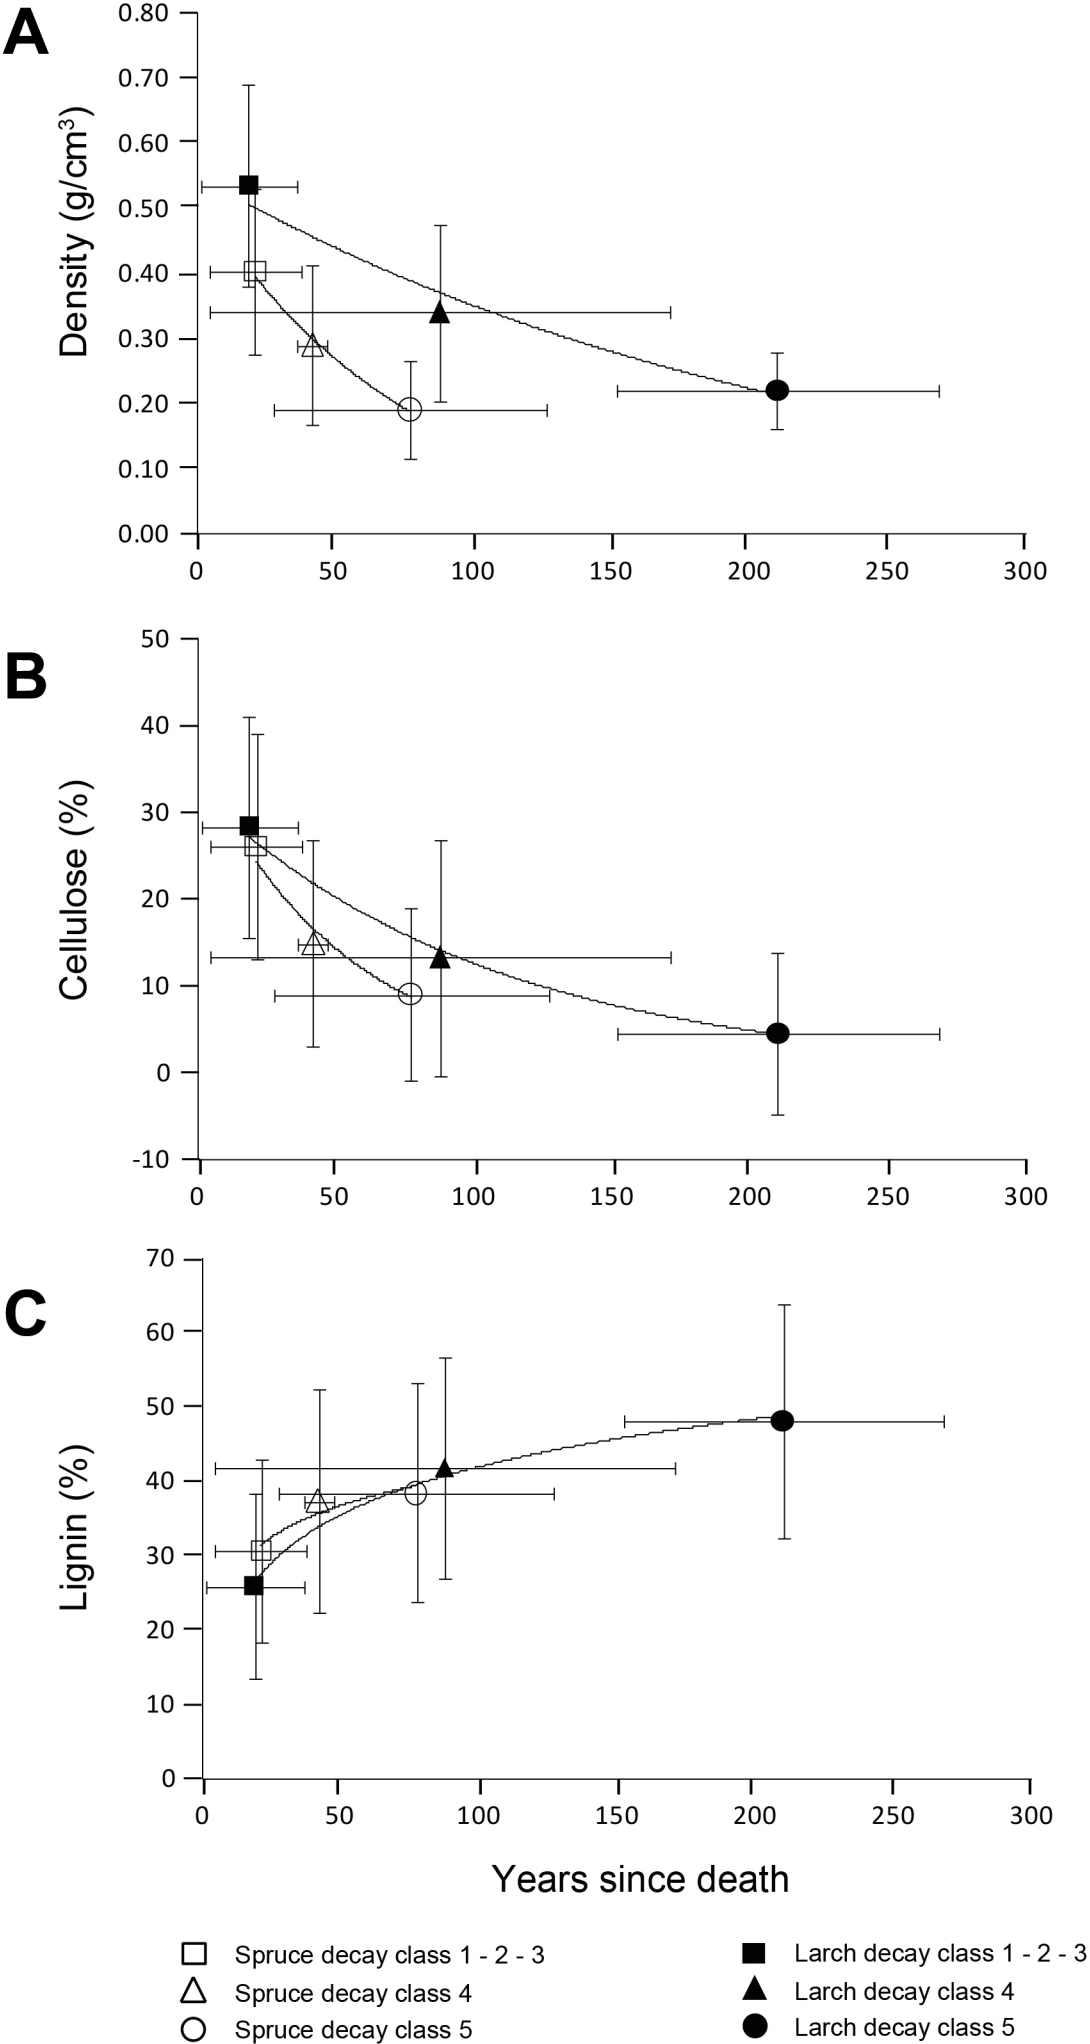 A
Density (g/cm³)
0.80
0.70
0.60
0.50
0.40
0.30
0.20
0.10
0.00
0 50 100 150 200 250 300
B
Cellulose (%)
50
40
30
20
10
0
-10
0 50 100 150 200 250 300
C
Lignin (%)
70
60
50
40
30
20
10
0
0 50 100 150 200 250 300
Years since death
Spruce decay class 1 - 2 - 3
Spruce decay class 4
Spruce decay class 5
Larch decay class 1 - 2 - 3
Larch decay class 4
Larch decay class 5